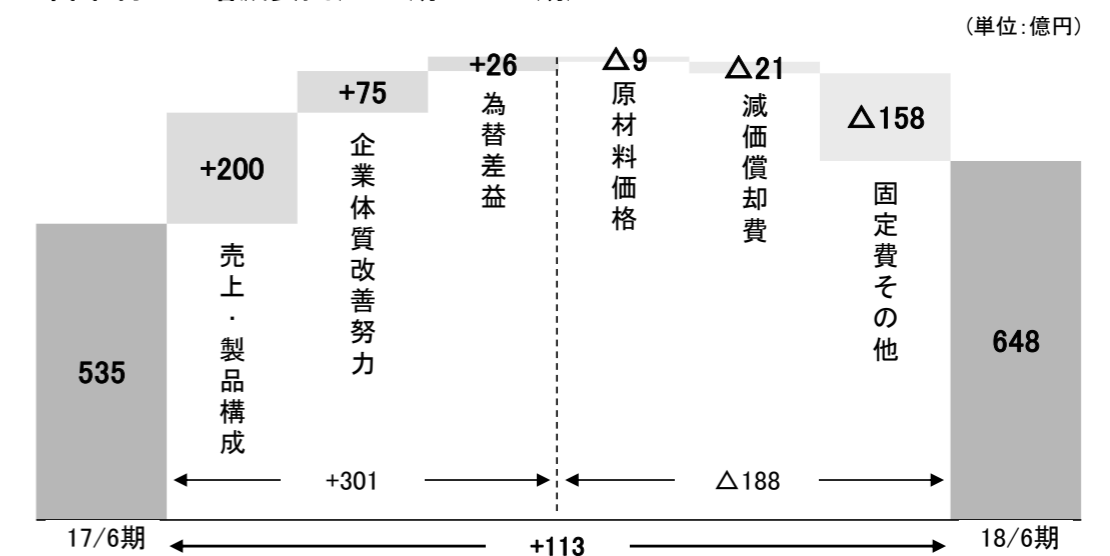 (単位：億円)
+26
△9
△21
+75
△158
+200
為替差益
原材料価格
減価償却費
企業体質改善努力
固定費その他
売上・製品構成
535
648
+301
△188
17/6期
+113
18/6期